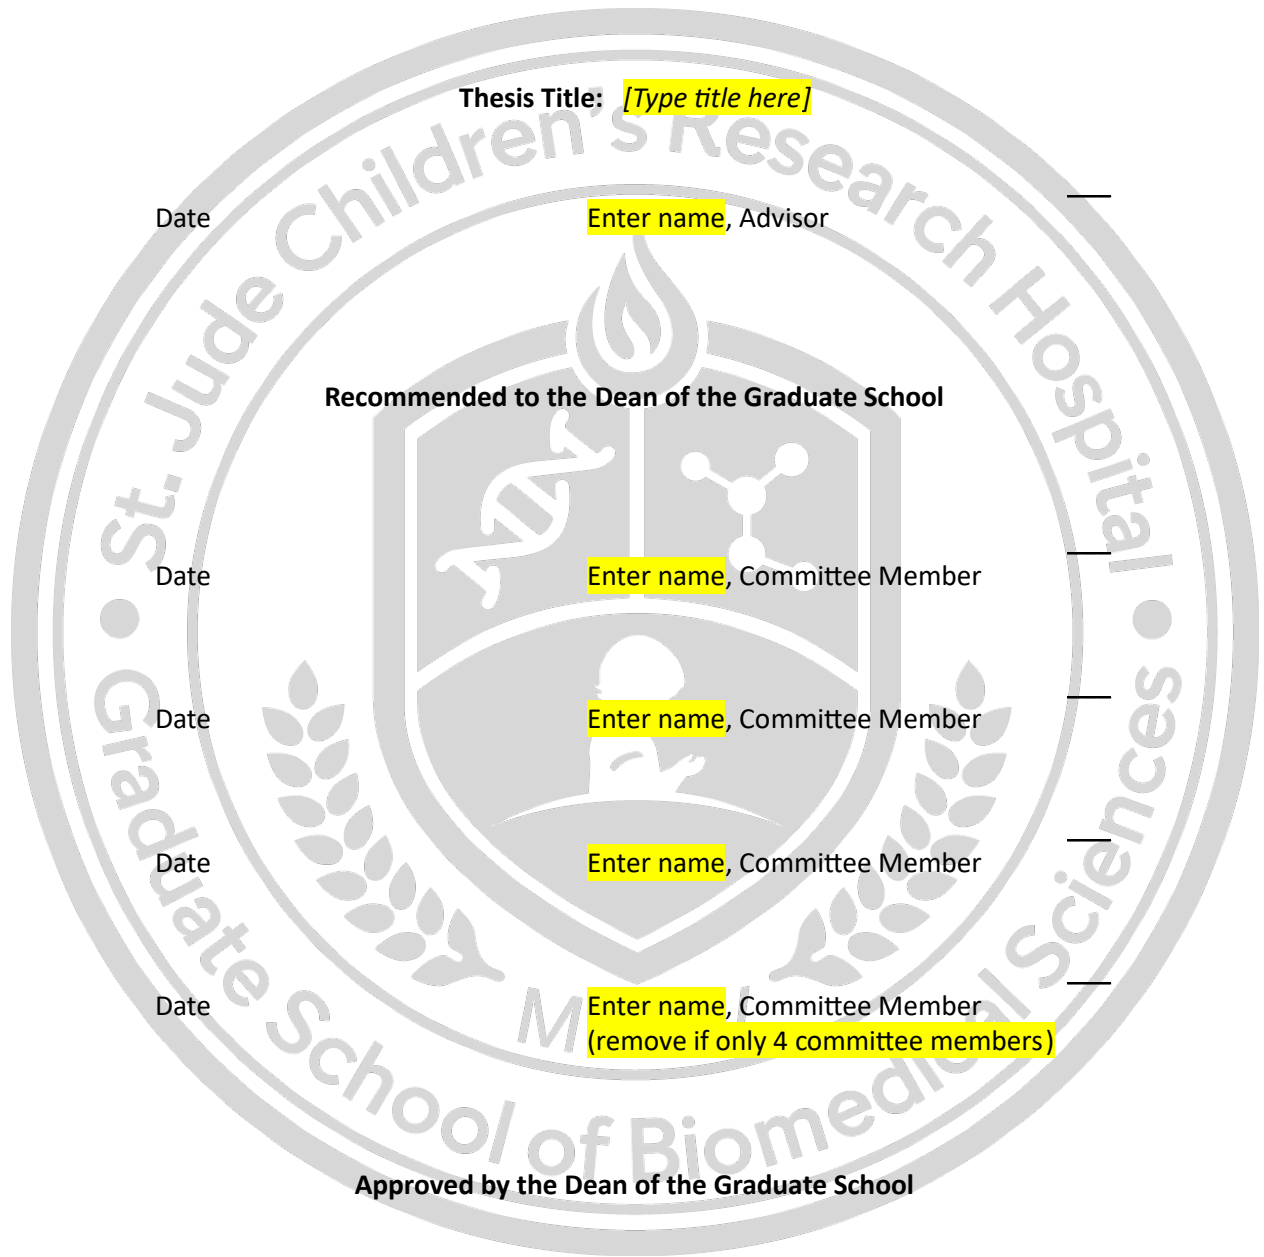 Thesis Title: [Type title here]
Date Enter name, Advisor
Recommended to the Dean of the Graduate School
Date Enter name, Committee Member
Date Enter name, Committee Member
Date Enter name, Committee Member
Date Enter name, Committee Member
(remove if only 4 committee members)
Approved by the Dean of the Graduate School
St. Jude Children's Research Hospital
Graduate School of Biomedical Sciences